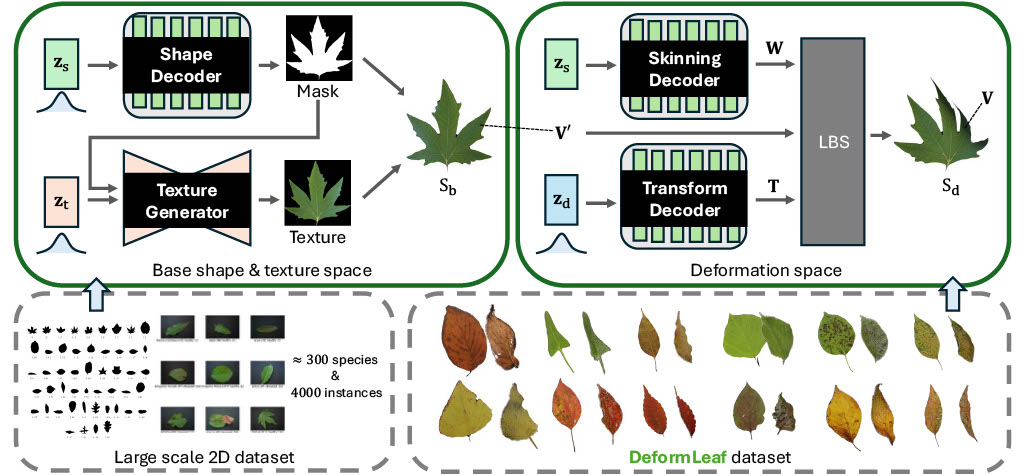 z_s
Shape
Decoder
Mask
z_t
Texture
Generator
Texture
S_b
Base shape & texture space
z_s
Skinning
Decoder
W
V
V′
LBS
z_d
Transform
Decoder
T
S_d
Deformation space
≈ 300 species
&
4000 instances
Large scale 2D dataset
DeformLeaf dataset